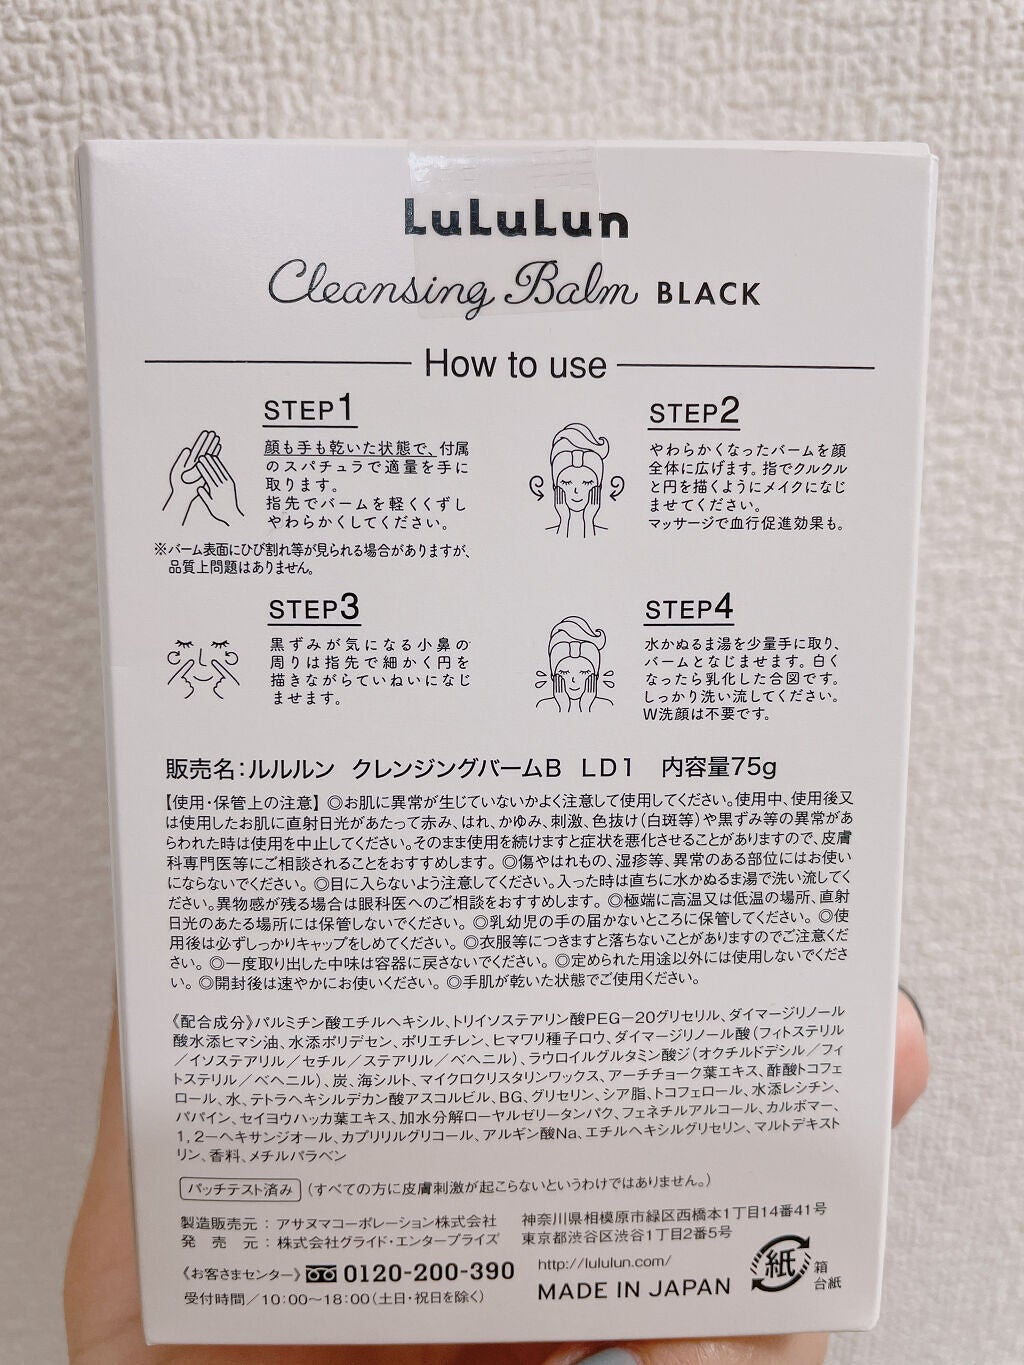 LuLuLun
Cleansing Balm BLACK
How to use
STEP1
顔も手も乾いた状態で、付属
のスパチュラで適量を手に
取ります。
指先でバームを軽くくずし
やわらかくしてください。
※バーム表面にひび割れ等が見られる場合がありますが、
品質上問題はありません。
STEP2
やわらかくなったバームを顔
全体に広げます。指でクルクル
と円を描くようにメイクになじ
ませてください。
マッサージで血行促進効果も。
STEP3
黒ずみが気になる小鼻の
周りは指先で細かく円を
描きながらていねいになじ
ませます。
STEP4
水かぬるま湯を少量手に取り、
バームとなじませます。白く
なったら乳化した合図です。
しっかり洗い流してください。
W洗顔は不要です。
販売名：ルルルン クレンジングバームB LD1 内容量75g
【使用・保管上の注意】◎お肌に異常が生じていないかよく注意して使用してください。使用中、使用後又
は使用したお肌に直射日光があたって赤み、はれ、かゆみ、刺激、色抜け（白斑等）や黒ずみ等の異常があ
らわれた時は使用を中止してください。そのまま使用を続けますと症状を悪化させることがありますので、皮膚
科専門医等にご相談されることをおすすめします。◎傷やはれもの、湿疹等、異常のある部位にはお使い
にならないでください。◎目に入らないよう注意してください。入った時は直ちに水かぬるま湯で洗い流してく
ださい。異物感が残る場合は眼科医へのご相談をおすすめします。◎極端に高温又は低温の場所、直射
日光のあたる場所には保管しないでください。◎乳幼児の手の届かないところに保管してください。◎使
用後は必ずしっかりキャップをしめてください。◎衣服等につきますと落ちないことがありますのでご注意くだ
さい。◎一度取り出した中味は容器に戻さないでください。◎定められた用途以外には使用しないでくださ
い。◎開封後は速やかにお使いください。◎手肌が乾いた状態でご使用ください。
《配合成分》パルミチン酸エチルヘキシル、トリイソステアリン酸PEG－20グリセリル、ダイマージリノール
酸水添ヒマシ油、水添ポリデセン、ポリエチレン、ヒマワリ種子ロウ、ダイマージリノール酸（フィトステリル
／イソステアリル／セチル／ステアリル／ベヘニル）、ラウロイルグルタミン酸ジ（オクチルドデシル／フィ
トステリル／ベヘニル）、炭、海シルト、マイクロクリスタリンワックス、アーチチョーク葉エキス、酢酸トコフェ
ロール、水、テトラヘキシルデカン酸アスコルビル、BG、グリセリン、シア脂、トコフェロール、水添レシチン、
パパイン、セイヨウハッカ葉エキス、加水分解ローヤルゼリータンパク、フェネチルアルコール、カルボマー、
1,2－ヘキサンジオール、カプリリルグリコール、アルギン酸Na、エチルヘキシルグリセリン、マルトデキスト
リン、香料、メチルパラベン
パッチテスト済み（すべての方に皮膚刺激が起こらないというわけではありません。）
製造販売元：アサヌマコーポレーション株式会社 神奈川県相模原市緑区西橋本1丁目14番41号
発売元：株式会社グライド・エンタープライズ 東京都渋谷区渋谷1丁目2番5号
《お客さまセンター》0120-200-390
受付時間／10:00～18:00（土日・祝日を除く）
http://lululun.com/
MADE IN JAPAN
紙
箱
台紙